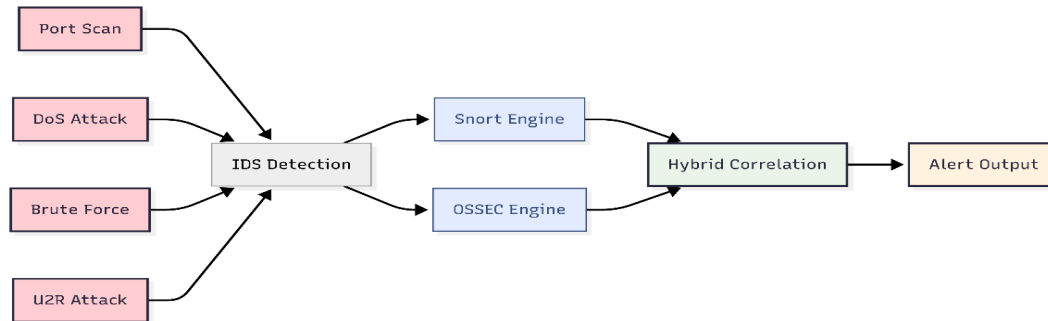 Port Scan
DoS Attack
Brute Force
U2R Attack
IDS Detection
Snort Engine
OSSEC Engine
Hybrid Correlation
Alert Output